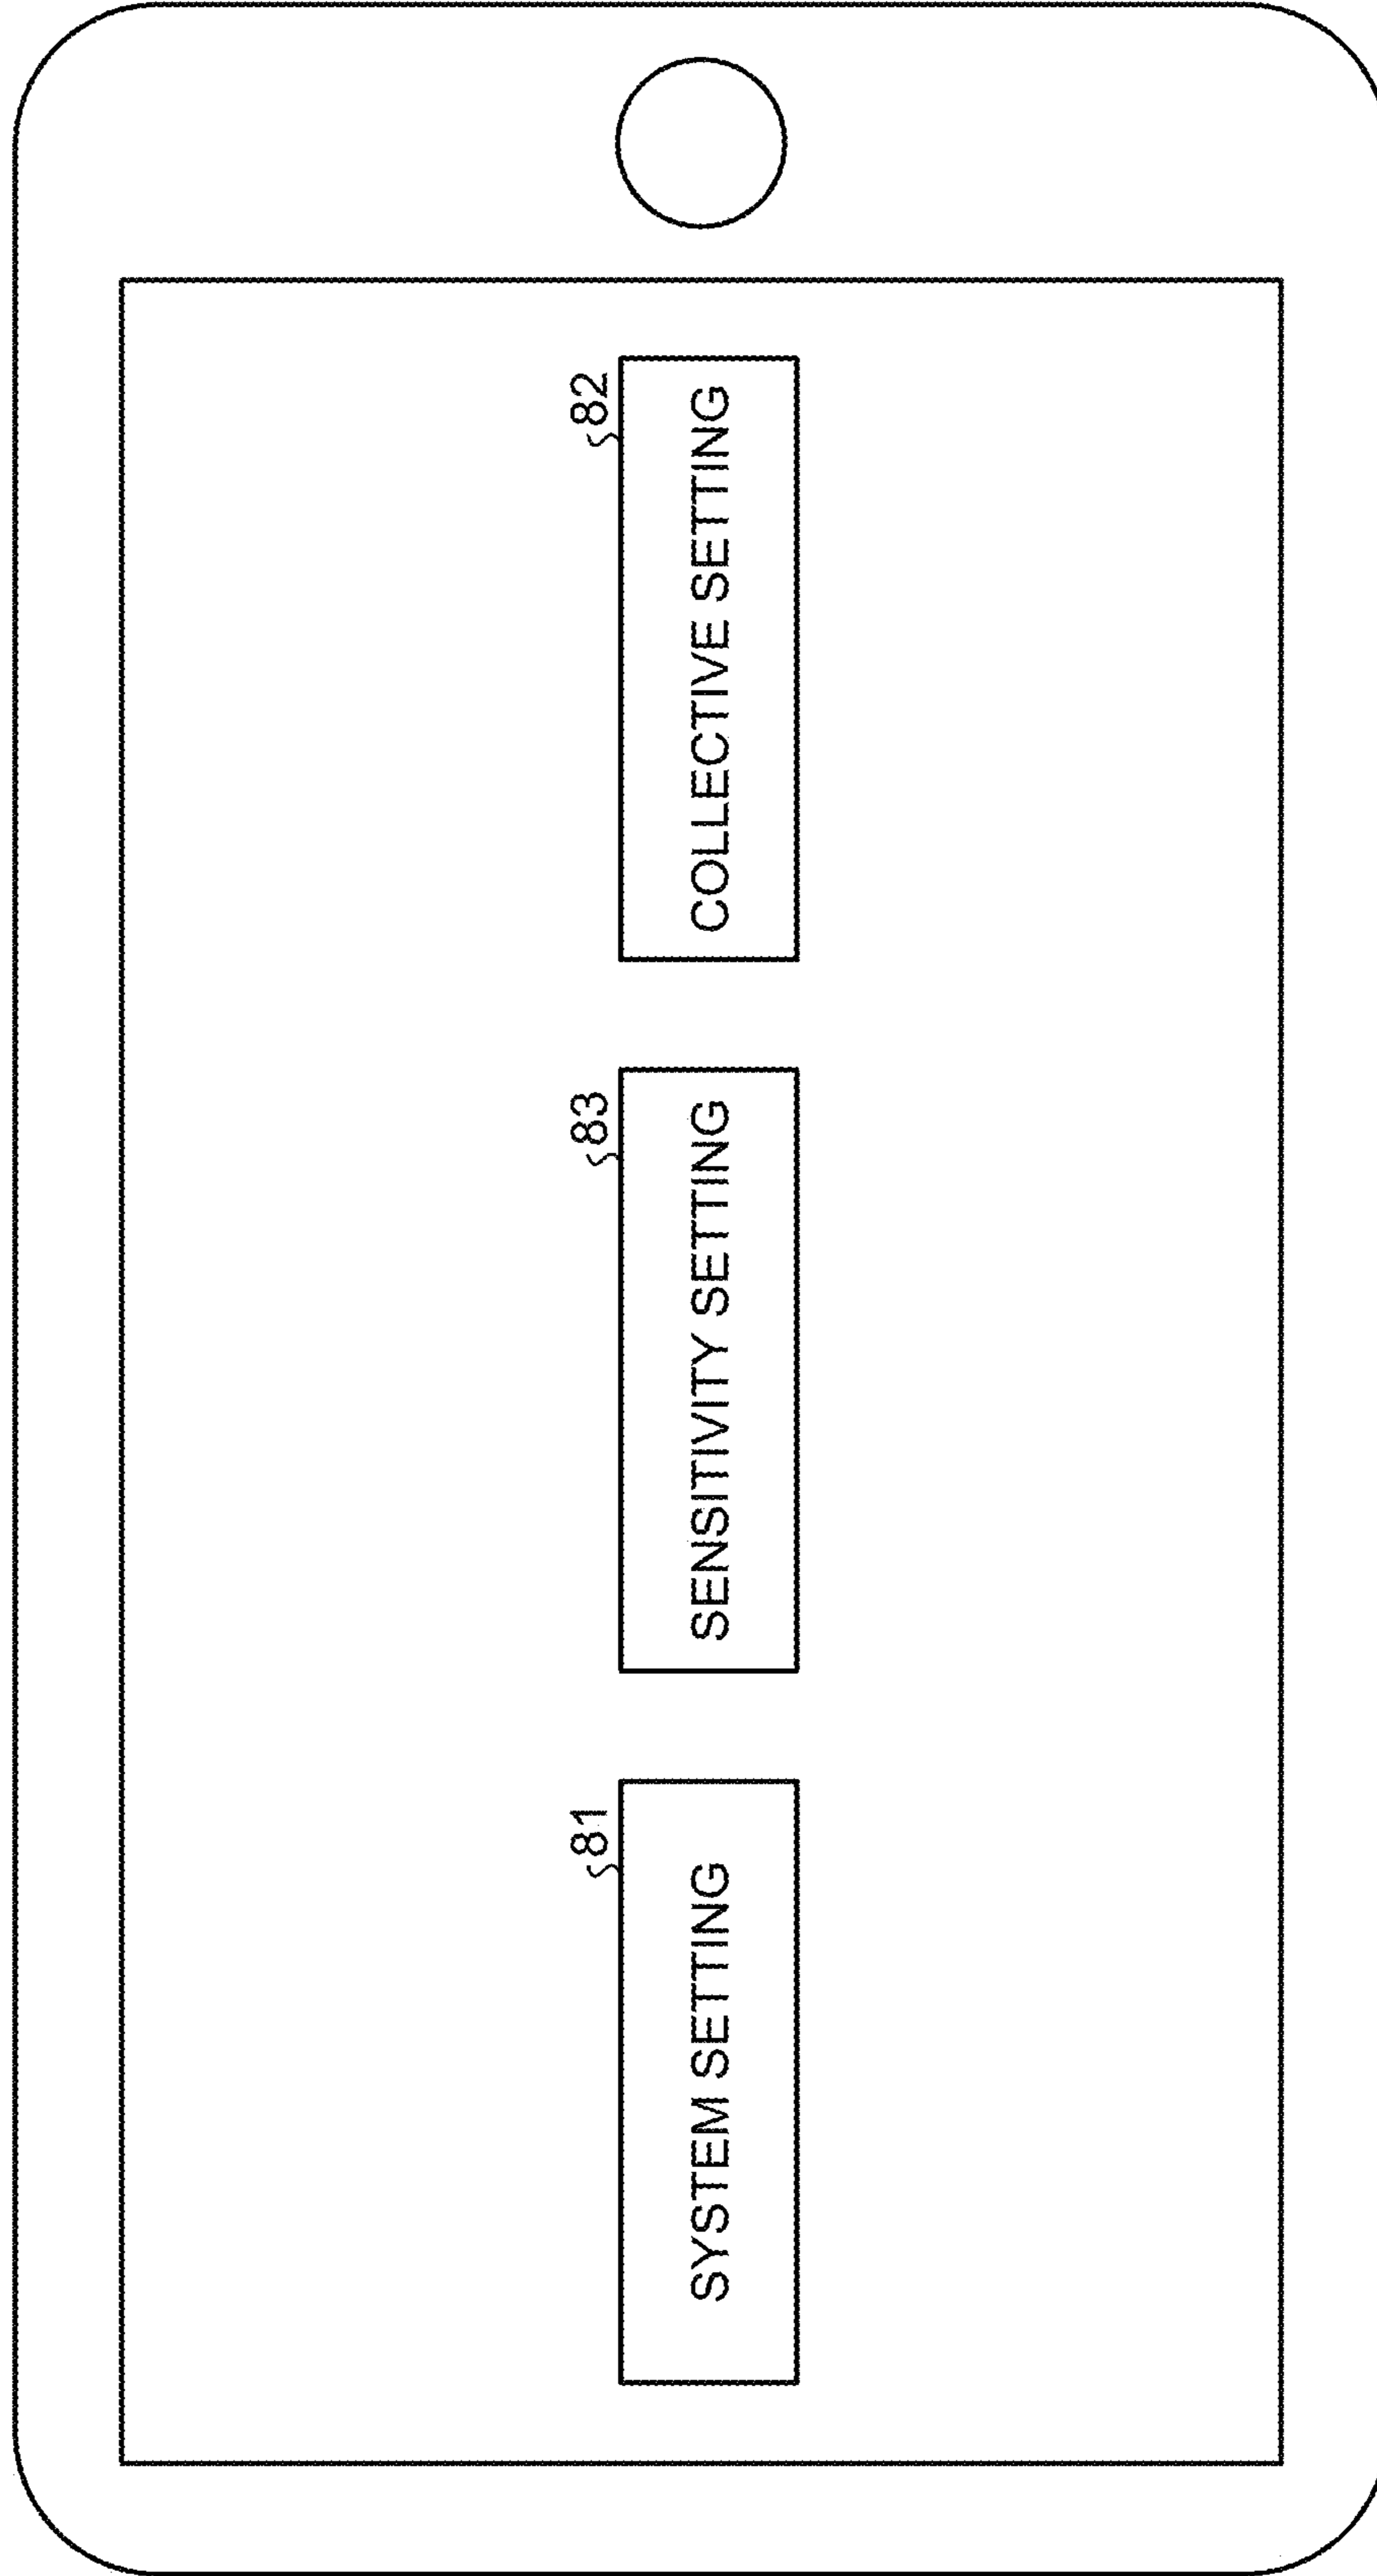 81
SYSTEM SETTING
83
SENSITIVITY SETTING
82
COLLECTIVE SETTING